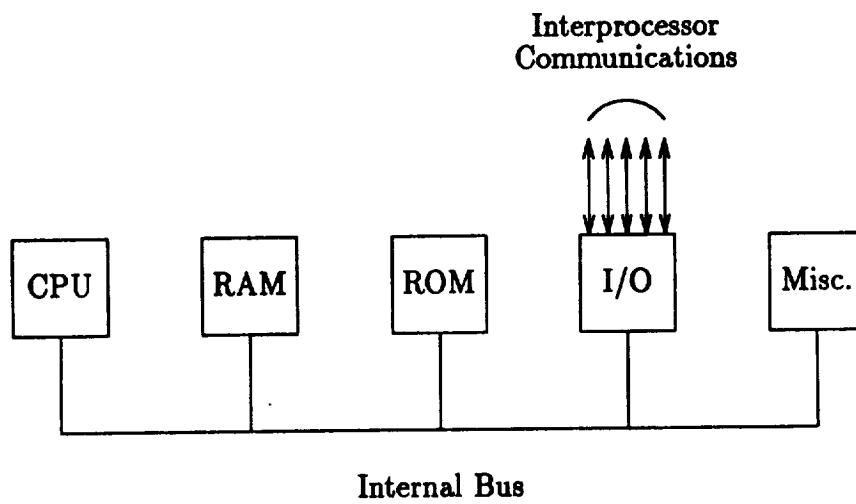 Interprocessor
Communications
CPU
RAM
ROM
I/O
Misc.
Internal Bus